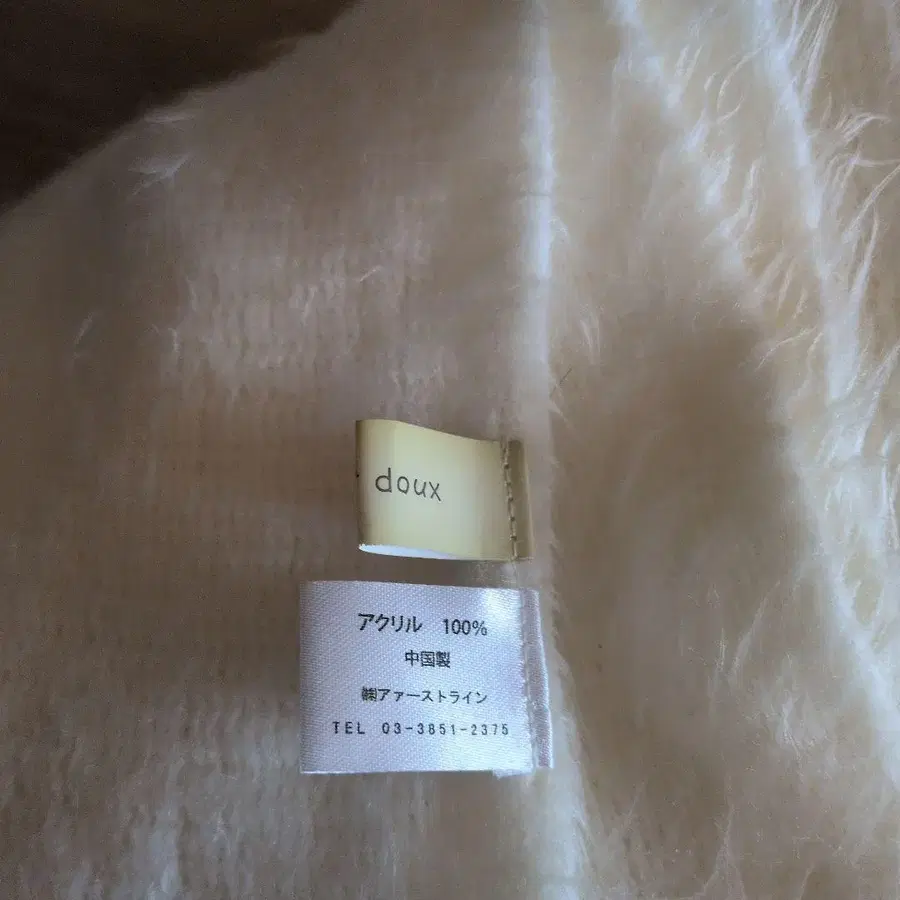 doux
アクリル 100%
中国製
㈱アァーストライン
TEL 03-3851-2375